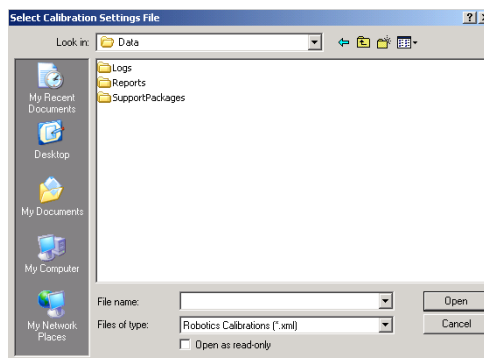 Select Calibration Settings File
Look in: Data
Logs
Reports
SupportPackages
My Recent
Documents
Desktop
My Documents
My Computer
My Network
Places
File name:
Open
Files of type: Robotics Calibrations (*.xml)
Cancel
Open as read-only